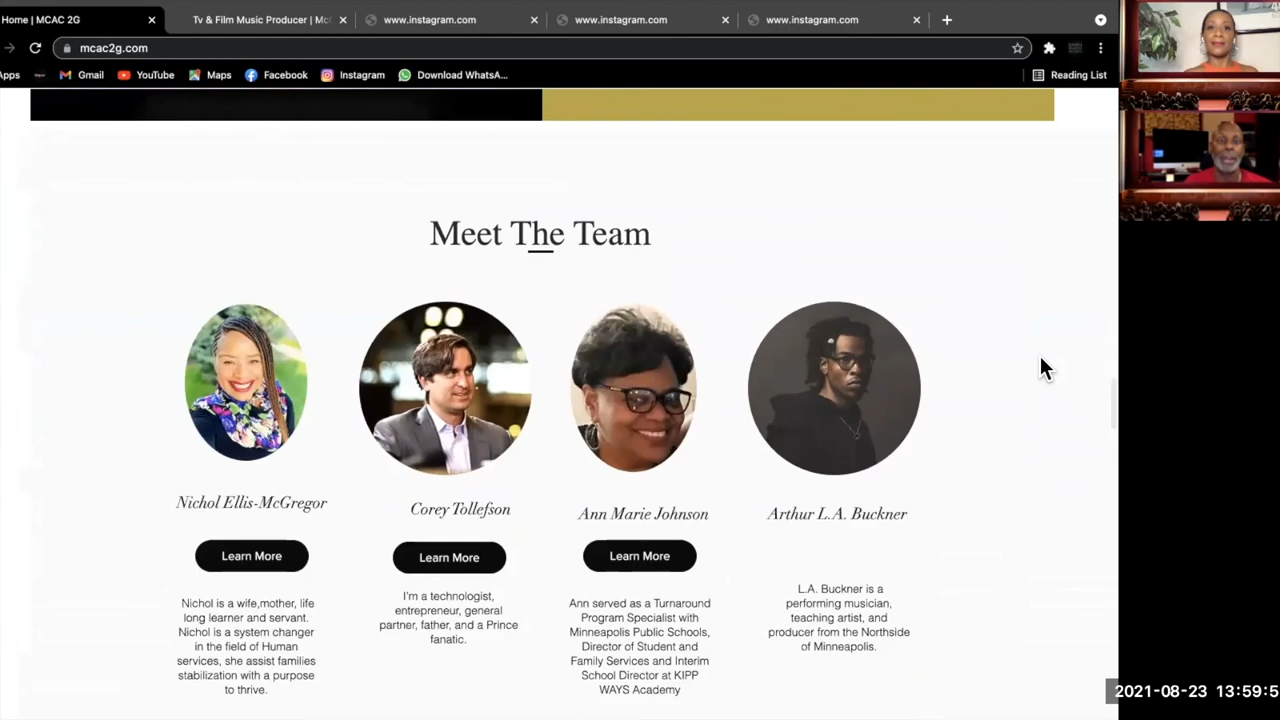 Home | MCAC 2G
Tv & Film Music Producer | Mc
www.instagram.com
www.instagram.com
www.instagram.com
mcac2g.com
Apps
Gmail
YouTube
Maps
Facebook
Instagram
Download WhatsA...
Reading List
Meet The Team
Nichol Ellis-McGregor
Learn More
Nichol is a wife,mother, life
long learner and servant.
Nichol is a system changer
in the field of Human
services, she assist families
stabilization with a purpose
to thrive.
Corey Tollefson
Learn More
I'm a technologist,
entrepreneur, general
partner, father, and a Prince
fanatic.
Ann Marie Johnson
Learn More
Ann served as a Turnaround
Program Specialist with
Minneapolis Public Schools,
Director of Student and
Family Services and Interim
School Director at KIPP
WAYS Academy
Arthur L.A. Buckner
L.A. Buckner is a
performing musician,
teaching artist, and
producer from the Northside
of Minneapolis.
2021-08-23 13:59:5